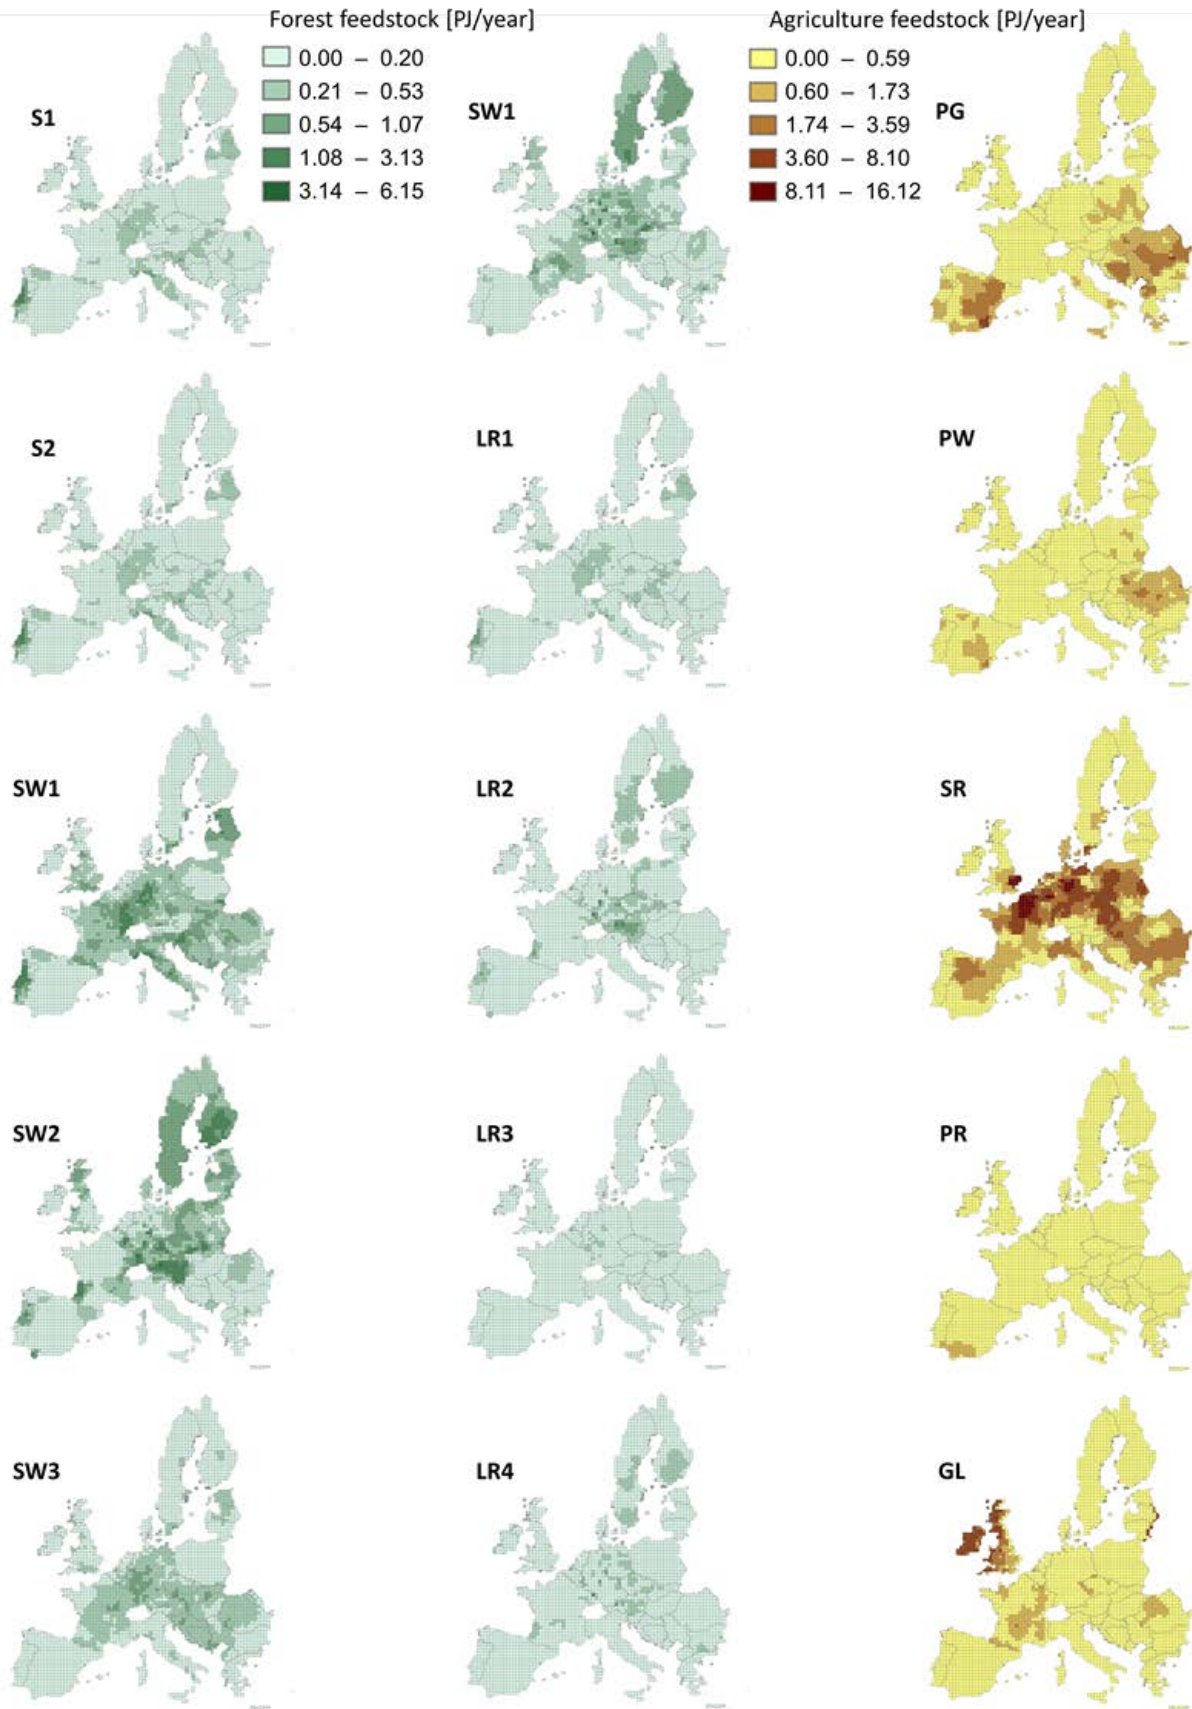 Forest feedstock [PJ/year]
0.00 – 0.20
0.21 – 0.53
0.54 – 1.07
1.08 – 3.13
3.14 – 6.15
Agriculture feedstock [PJ/year]
0.00 – 0.59
0.60 – 1.73
1.74 – 3.59
3.60 – 8.10
8.11 – 16.12
S1
SW1
PG
S2
LR1
PW
SW1
LR2
SR
SW2
LR3
PR
SW3
LR4
GL